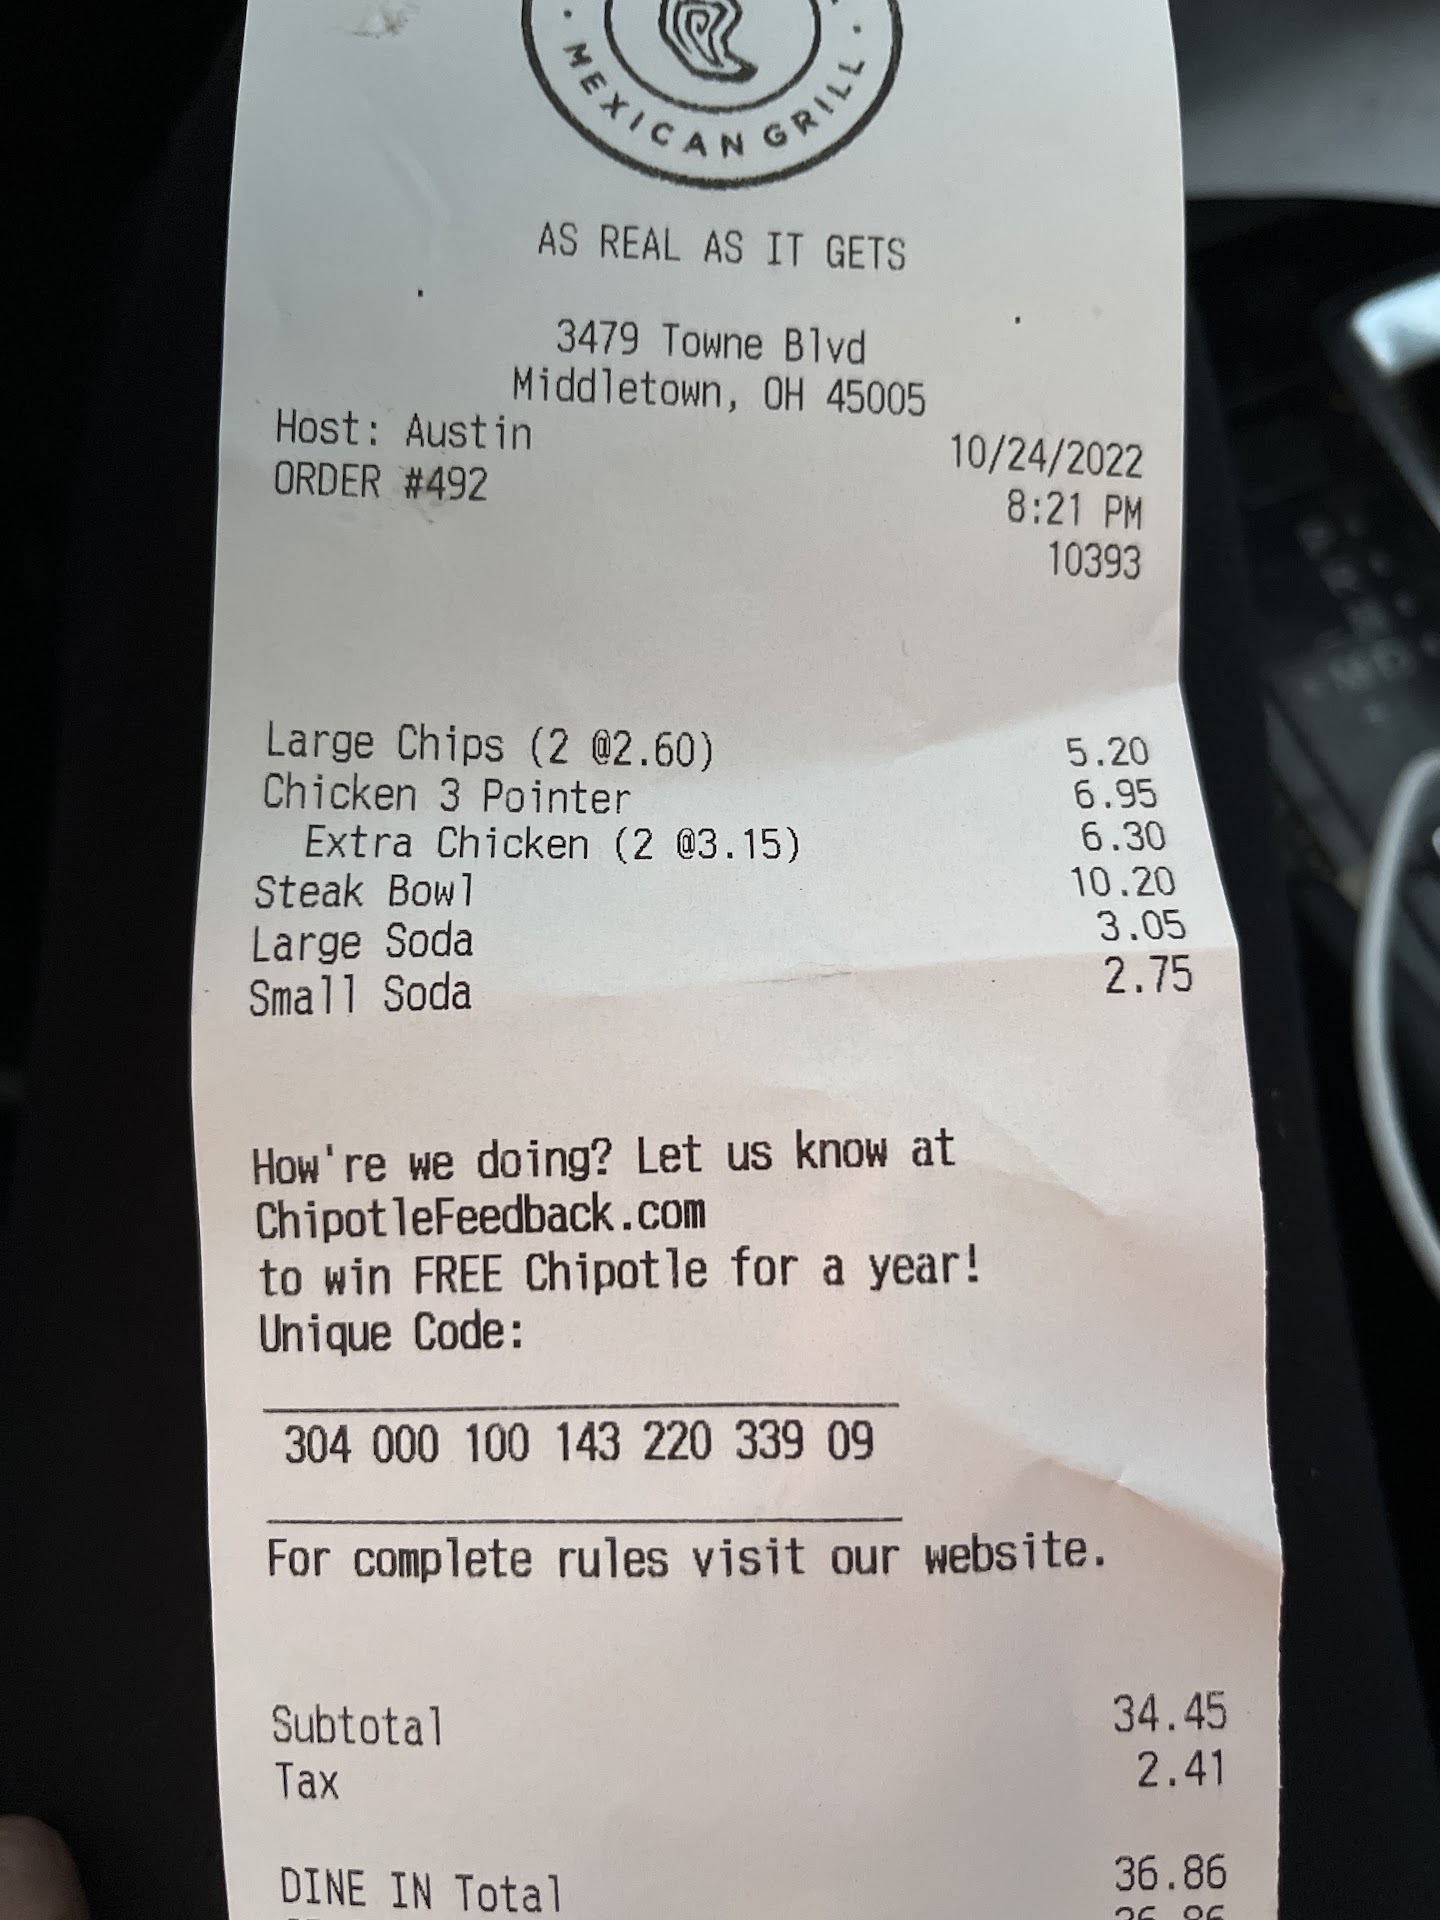 MEXICAN GRILL
AS REAL AS IT GETS
3479 Towne Blvd
Middletown, OH 45005
Host: Austin 10/24/2022
ORDER #492 8:21 PM
10393
Large Chips (2 @2.60) 5.20
Chicken 3 Pointer 6.95
Extra Chicken (2 @3.15) 6.30
Steak Bowl 10.20
Large Soda 3.05
Small Soda 2.75
How're we doing? Let us know at
ChipotleFeedback.com
to win FREE Chipotle for a year!
Unique Code:
304 000 100 143 220 339 09
For complete rules visit our website.
Subtotal 34.45
Tax 2.41
DINE IN Total 36.86